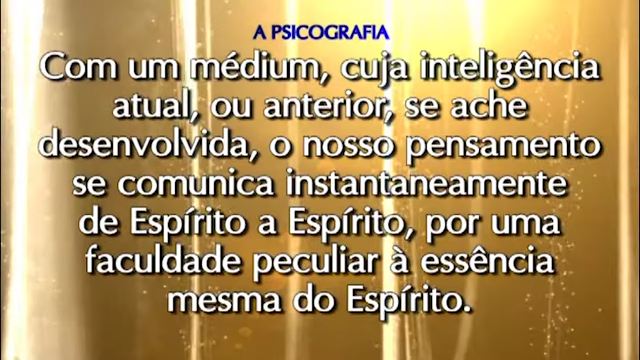 A PSICOGRAFIA
Com um médium, cuja inteligência
atual, ou anterior, se ache
desenvolvida, o nosso pensamento
se comunica instantaneamente
de Espírito a Espírito, por uma
faculdade peculiar à essência
mesma do Espírito.